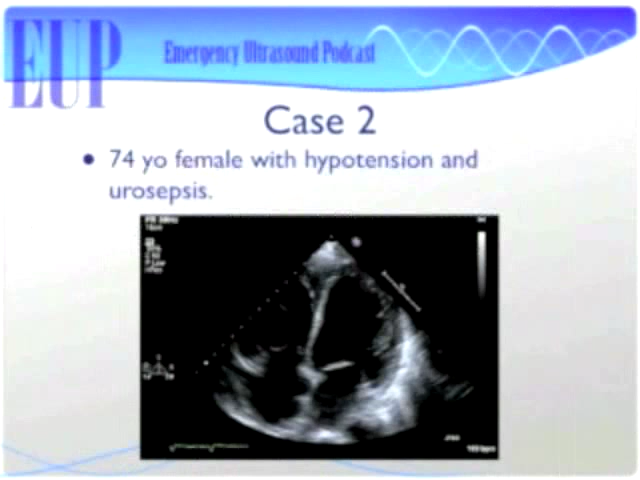 EUP
Emergency Ultrasound Podcast
Case 2
• 74 yo female with hypotension and
urosepsis.